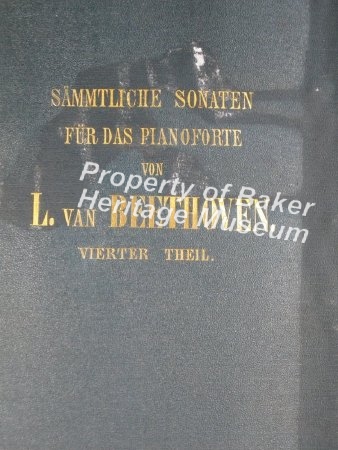 SÄMMTLICHE SONATEN
FÜR DAS PIANOFORTE
VON
Property of Baker
Heritage Museum
L. VAN BEETHOVEN.
VIERTER THEIL.